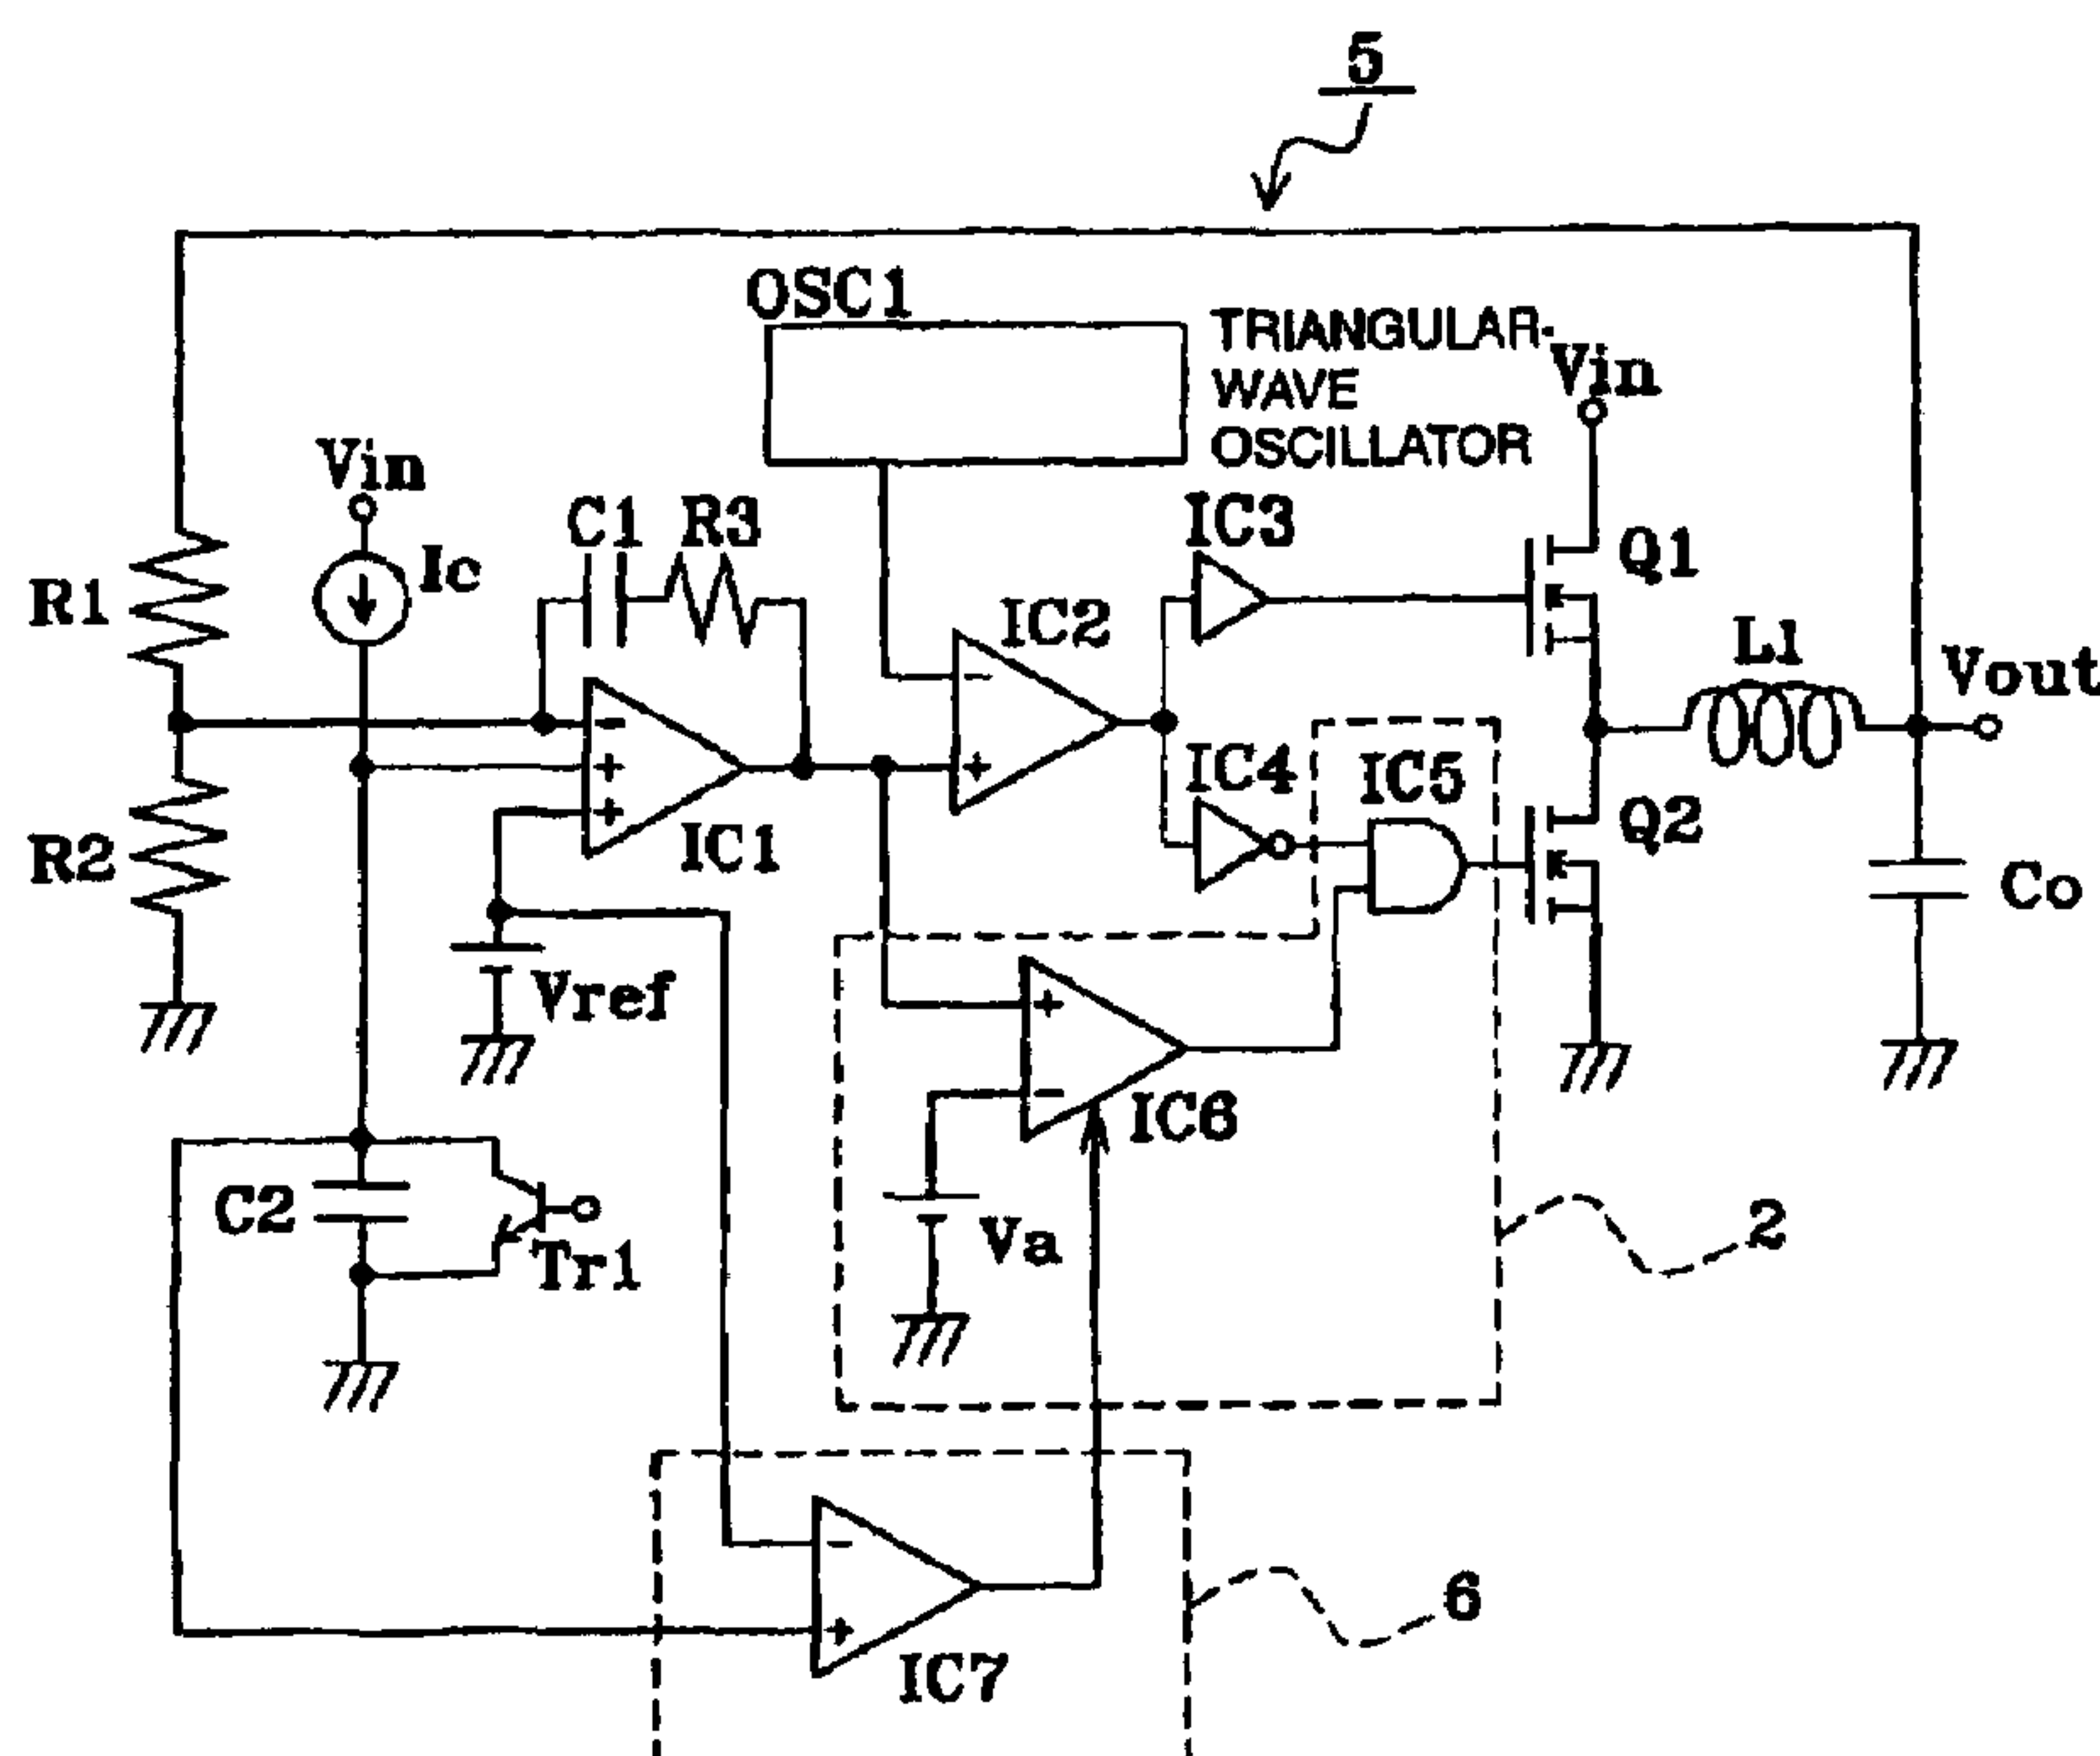 5
OSC1
TRIANGULAR-
WAVE
OSCILLATOR
Vin
Vin
Ic
C1
R3
IC3
Q1
R1
IC2
L1
Vout
-
+
+
-
+
IC1
IC4
IC5
Q2
R2
Co
Vref
+
-
IC6
C2
Tr1
Va
2
-
+
IC7
6